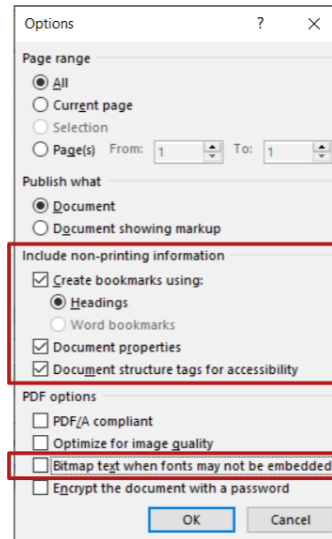 Options ? ×
Page range
All
Current page
Selection
Page(s) From: 1 To: 1
Publish what
Document
Document showing markup
Include non-printing information
Create bookmarks using:
Headings
Word bookmarks
Document properties
Document structure tags for accessibility
PDF options
PDF/A compliant
Optimize for image quality
Bitmap text when fonts may not be embedded
Encrypt the document with a password
OK Cancel